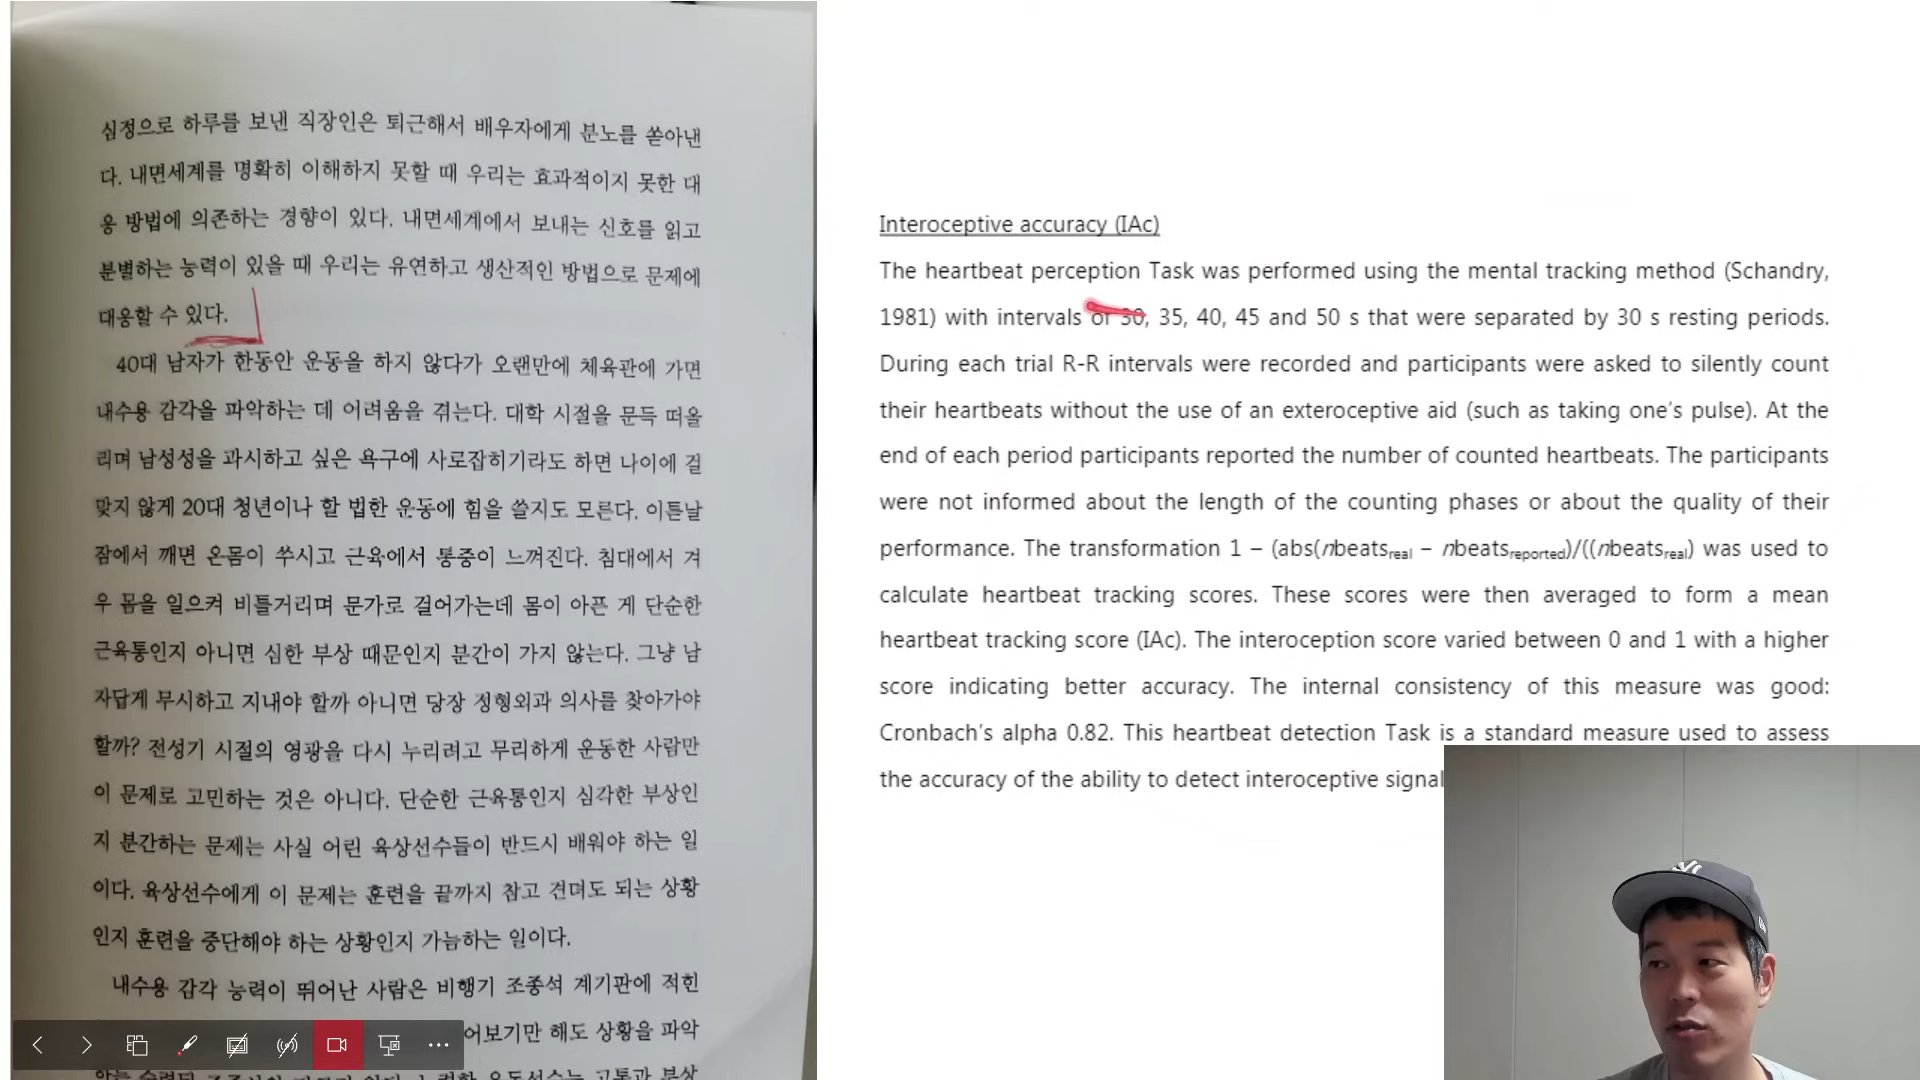 심정으로 하루를 보낸 직장인은 퇴근해서 배우자에게 분노를 쏟아낸
다. 내면세계를 명확히 이해하지 못할 때 우리는 효과적이지 못한 대
응 방법에 의존하는 경향이 있다. 내면세계에서 보내는 신호를 읽고
분별하는 능력이 있을 때 우리는 유연하고 생산적인 방법으로 문제에
대응할 수 있다.
40대 남자가 한동안 운동을 하지 않다가 오랜만에 체육관에 가면
내수용 감각을 파악하는 데 어려움을 겪는다. 대학 시절을 문득 떠올
리며 남성성을 과시하고 싶은 욕구에 사로잡히기라도 하면 나이에 걸
맞지 않게 20대 청년이나 할 법한 운동에 힘을 쓸지도 모른다. 이튿날
잠에서 깨면 온몸이 쑤시고 근육에서 통증이 느껴진다. 침대에서 겨
우 몸을 일으켜 비틀거리며 문가로 걸어가는데 몸이 아픈 게 단순한
근육통인지 아니면 심한 부상 때문인지 분간이 가지 않는다. 그냥 남
자답게 무시하고 지내야 할까 아니면 당장 정형외과 의사를 찾아가야
할까? 전성기 시절의 영광을 다시 누리려고 무리하게 운동한 사람만
이 문제로 고민하는 것은 아니다. 단순한 근육통인지 심각한 부상인
지 분간하는 문제는 사실 어린 육상선수들이 반드시 배워야 하는 일
이다. 육상선수에게 이 문제는 훈련을 끝까지 참고 견뎌도 되는 상황
인지 훈련을 중단해야 하는 상황인지 가늠하는 일이다.
내수용 감각 능력이 뛰어난 사람은 비행기 조종석 계기판에 적힌
어보기만 해도 상황을 파악
Interoceptive accuracy (IAc)
The heartbeat perception Task was performed using the mental tracking method (Schandry,
1981) with intervals of 30, 35, 40, 45 and 50 s that were separated by 30 s resting periods.
During each trial R-R intervals were recorded and participants were asked to silently count
their heartbeats without the use of an exteroceptive aid (such as taking one's pulse). At the
end of each period participants reported the number of counted heartbeats. The participants
were not informed about the length of the counting phases or about the quality of their
performance. The transformation 1 – (abs(nbeatsreal – nbeatsreported)/((nbeatsreal) was used to
calculate heartbeat tracking scores. These scores were then averaged to form a mean
heartbeat tracking score (IAc). The interoception score varied between 0 and 1 with a higher
score indicating better accuracy. The internal consistency of this measure was good:
Cronbach's alpha 0.82. This heartbeat detection Task is a standard measure used to assess
the accuracy of the ability to detect interoceptive signal